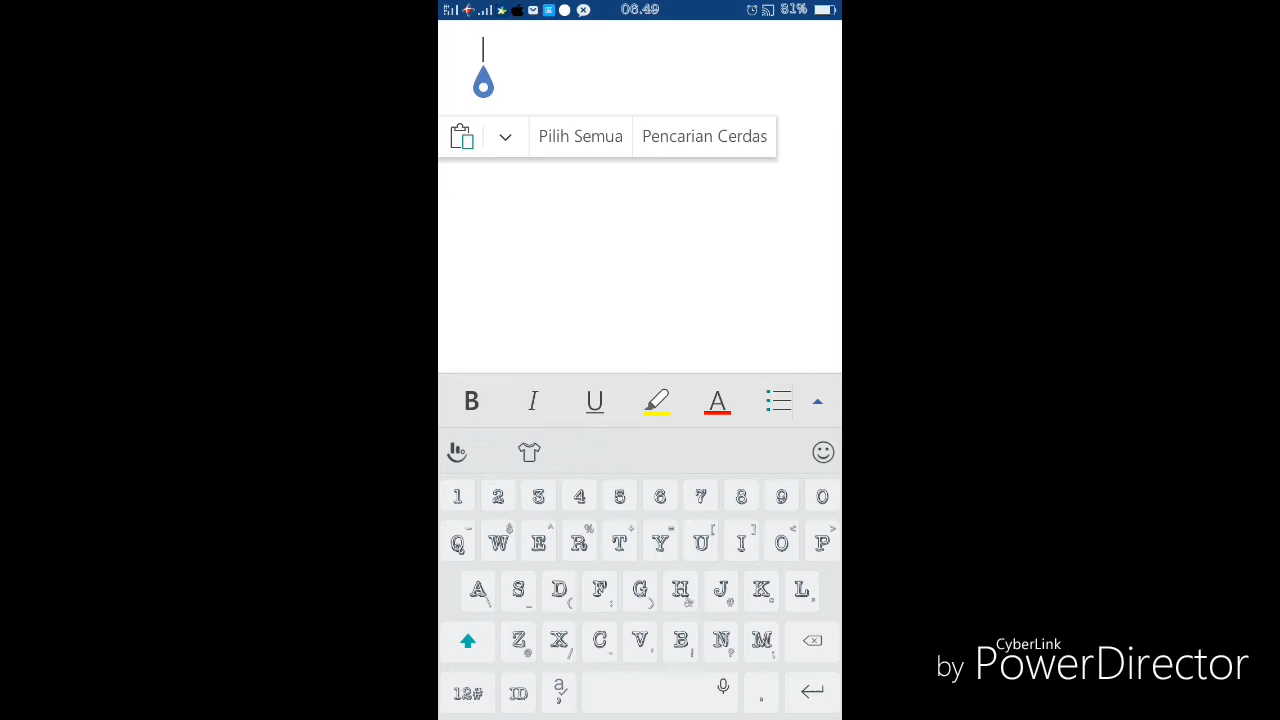 06.49
81%
Pilih Semua
Pencarian Cerdas
B I U A
1 2 3 4 5 6 7 8 9 0
Q W E R T Y U I O P
A S D F G H J K L
Z X C V B N M
12# ID .
CyberLink
by PowerDirector